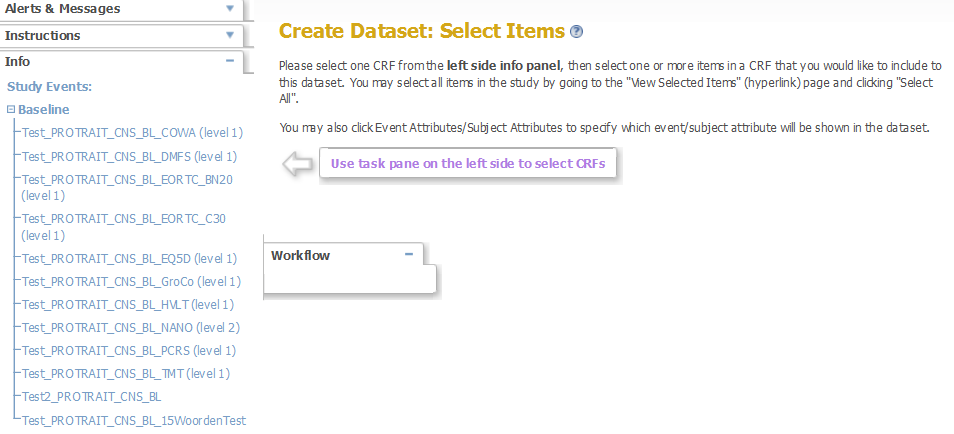 Alerts & Messages
Instructions
Info
Study Events:
Baseline
Test_PROTRAIT_CNS_BL_COWA (level 1)
Test_PROTRAIT_CNS_BL_DMFS (level 1)
Test_PROTRAIT_CNS_BL_EORTC_BN20
(level 1)
Test_PROTRAIT_CNS_BL_EORTC_C30
(level 1)
Test_PROTRAIT_CNS_BL_EQ5D (level 1)
Test_PROTRAIT_CNS_BL_GroCo (level 1)
Test_PROTRAIT_CNS_BL_HVLT (level 1)
Test_PROTRAIT_CNS_BL_NANO (level 2)
Test_PROTRAIT_CNS_BL_PCRS (level 1)
Test_PROTRAIT_CNS_BL_TMT (level 1)
Test2_PROTRAIT_CNS_BL
Test_PROTRAIT_CNS_BL_15WoordenTest
Create Dataset: Select Items ?
Please select one CRF from the left side info panel, then select one or more items in a CRF that you would like to include to
this dataset. You may select all items in the study by going to the "View Selected Items" (hyperlink) page and clicking "Select
All".
You may also click Event Attributes/Subject Attributes to specify which event/subject attribute will be shown in the dataset.
Use task pane on the left side to select CRFs
Workflow